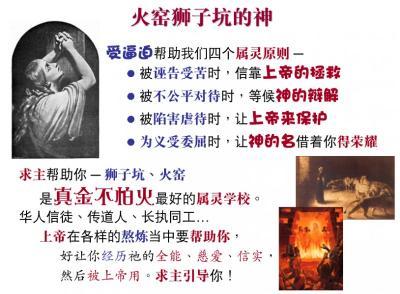 火窑狮子坑的神
受逼迫帮助我们四个属灵原则 —
● 被诬告受苦时，信靠上帝的拯救
● 被不公平对待时，等候神的辩解
● 被陷害虐待时，让上帝来保护
● 为义受委屈时，让神的名借着你得荣耀
求主帮助你 — 狮子坑、火窑
是真金不怕火最好的属灵学校。
华人信徒、传道人、长执同工…
上帝在各样的熬炼当中要帮助你，
好让你经历祂的全能、慈爱、信实，
然后被上帝用。求主引导你！